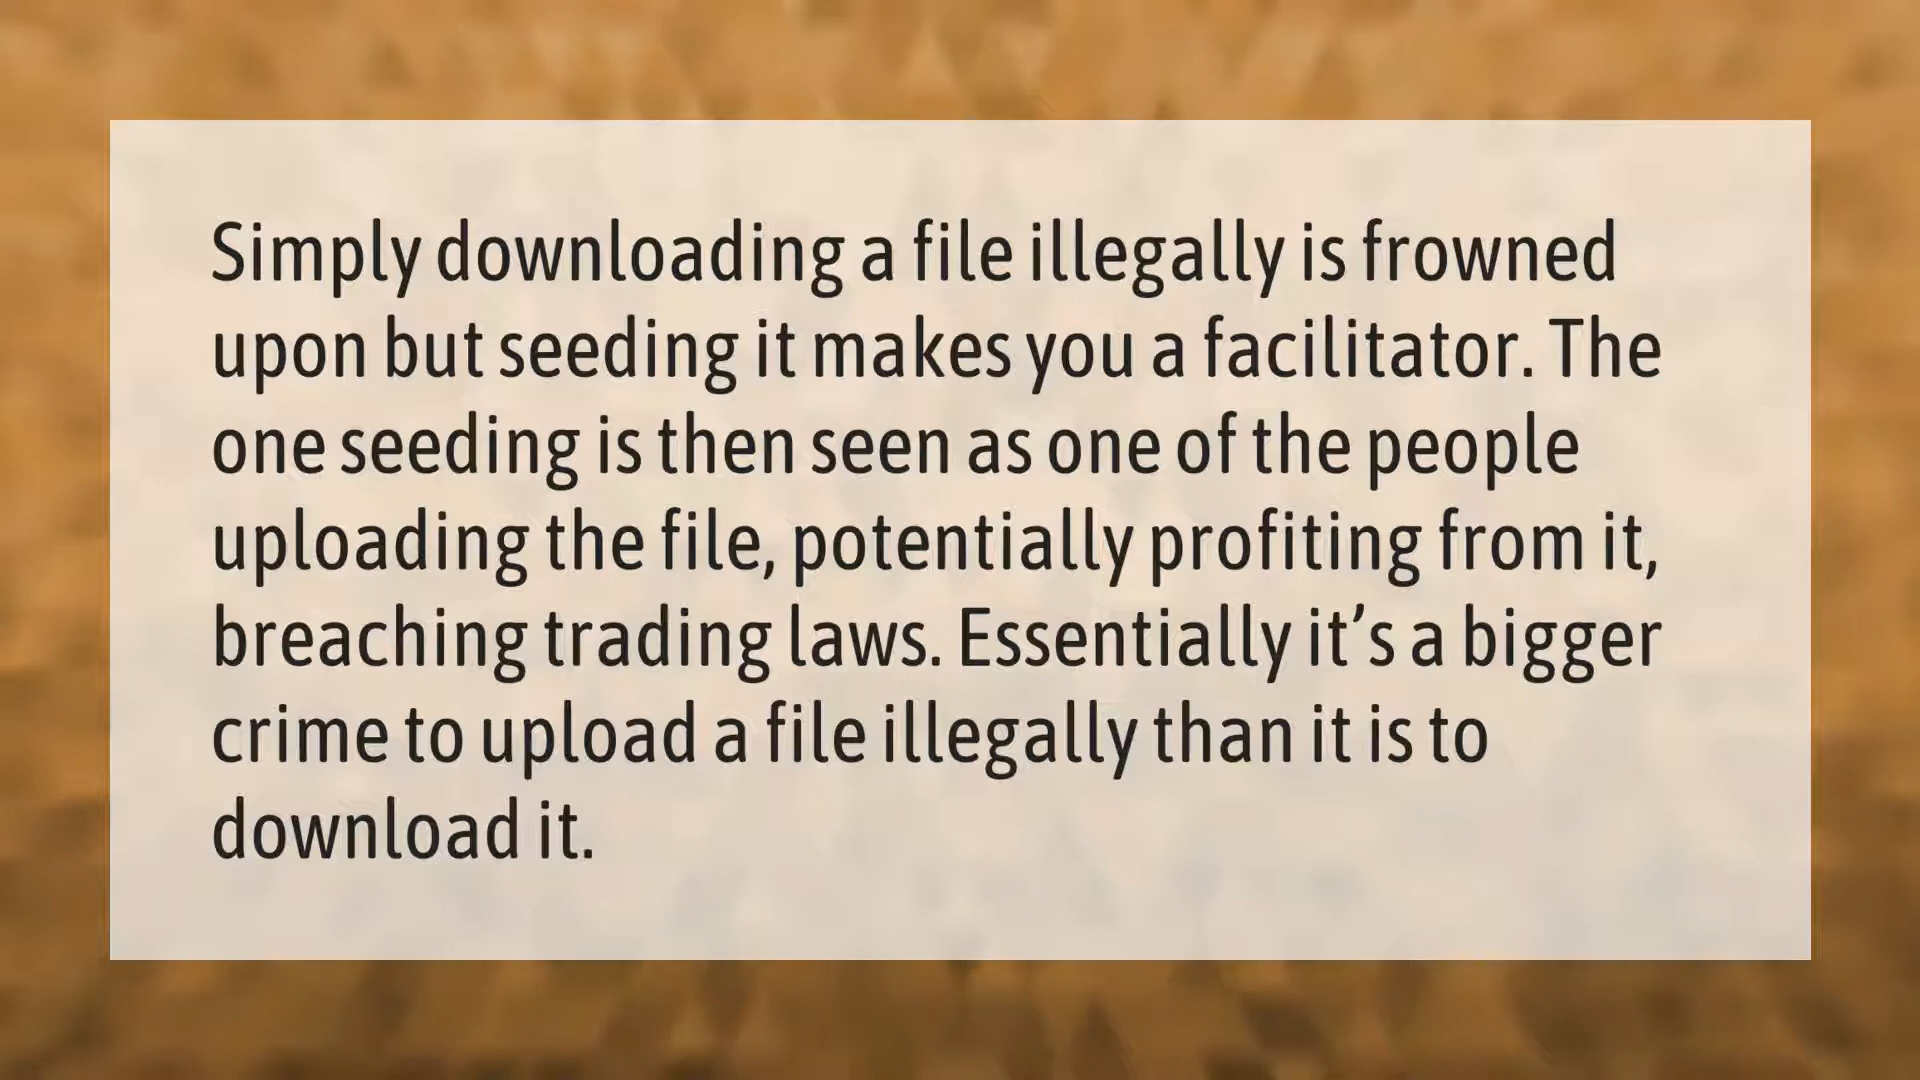 Simply downloading a file illegally is frowned
upon but seeding it makes you a facilitator. The
one seeding is then seen as one of the people
uploading the file, potentially profiting from it,
breaching trading laws. Essentially it’s a bigger
crime to upload a file illegally than it is to
download it.